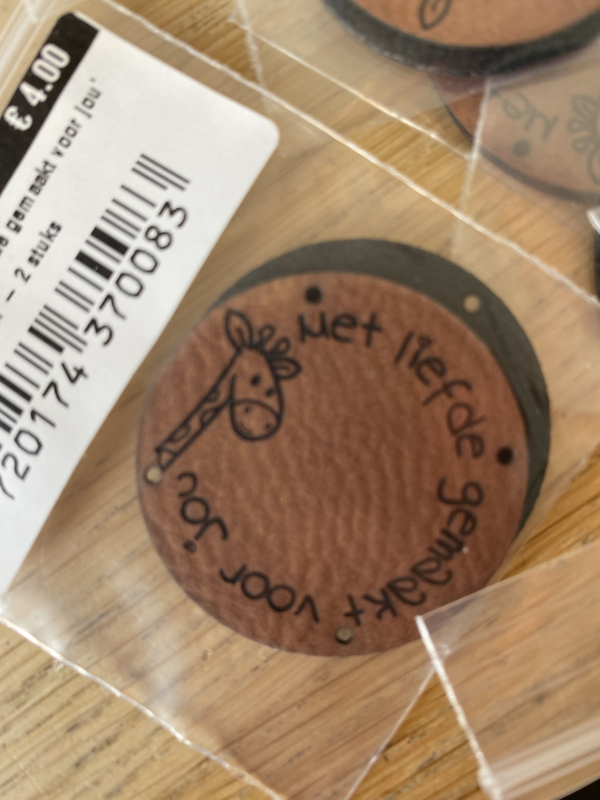 € 4.00
gemaakt voor jou'
– 2 stuks
720174 370083
Met liefde gemaakt voor jou